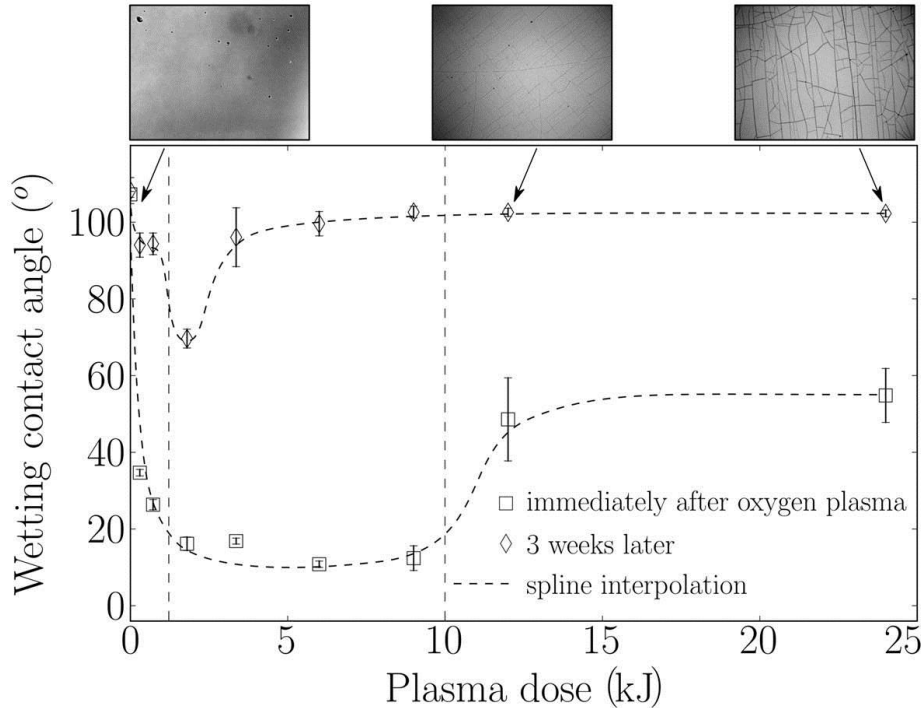 Wetting contact angle (°)
100
80
60
40
20
0
immediately after oxygen plasma
3 weeks later
spline interpolation
0 5 10 15 20 25
Plasma dose (kJ)